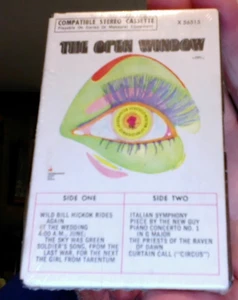 COMPATIBLE STEREO CASSETTE
THE OPEN WINDOW
SIDE ONE
WILD BILL HICKOK RIDES
AGAIN
AT THE WEDDING
4:00 A.M., JUNE,
THE SKY WAS GREEN
SOLDIER'S SONG, FROM THE
LAST WAR, FOR THE NEXT
THE GIRL FROM TARENTUM
SIDE TWO
ITALIAN SYMPHONY
PIECE BY THE NEW GUY
PIANO CONCERTO NO. 1
IN G MAJOR
THE PRIESTS OF THE RAVEN
OF DAWN
CURTAIN CALL ("CIRCUS")